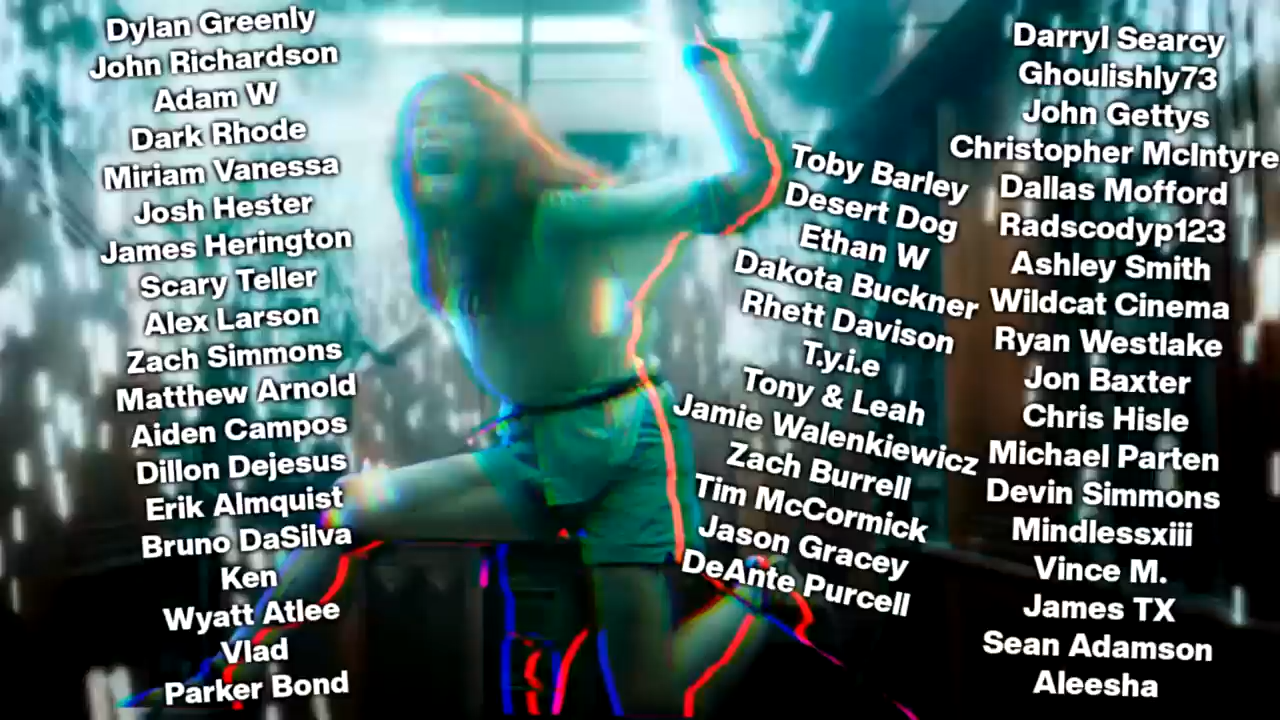 Dylan Greenly
John Richardson
Adam W
Dark Rhode
Miriam Vanessa
Josh Hester
James Herington
Scary Teller
Alex Larson
Zach Simmons
Matthew Arnold
Aiden Campos
Dillon Dejesus
Erik Almquist
Bruno DaSilva
Ken
Wyatt Atlee
Vlad
Parker Bond
Toby Barley
Desert Dog
Ethan W
Dakota Buckner
Rhett Davison
T.y.i.e
Tony & Leah
Jamie Walenkiewicz
Zach Burrell
Tim McCormick
Jason Gracey
DeAnte Purcell
Darryl Searcy
Ghoulishly73
John Gettys
Christopher McIntyre
Dallas Mofford
Radscodyp123
Ashley Smith
Wildcat Cinema
Ryan Westlake
Jon Baxter
Chris Hisle
Michael Parten
Devin Simmons
Mindlessxiii
Vince M.
James TX
Sean Adamson
Aleesha